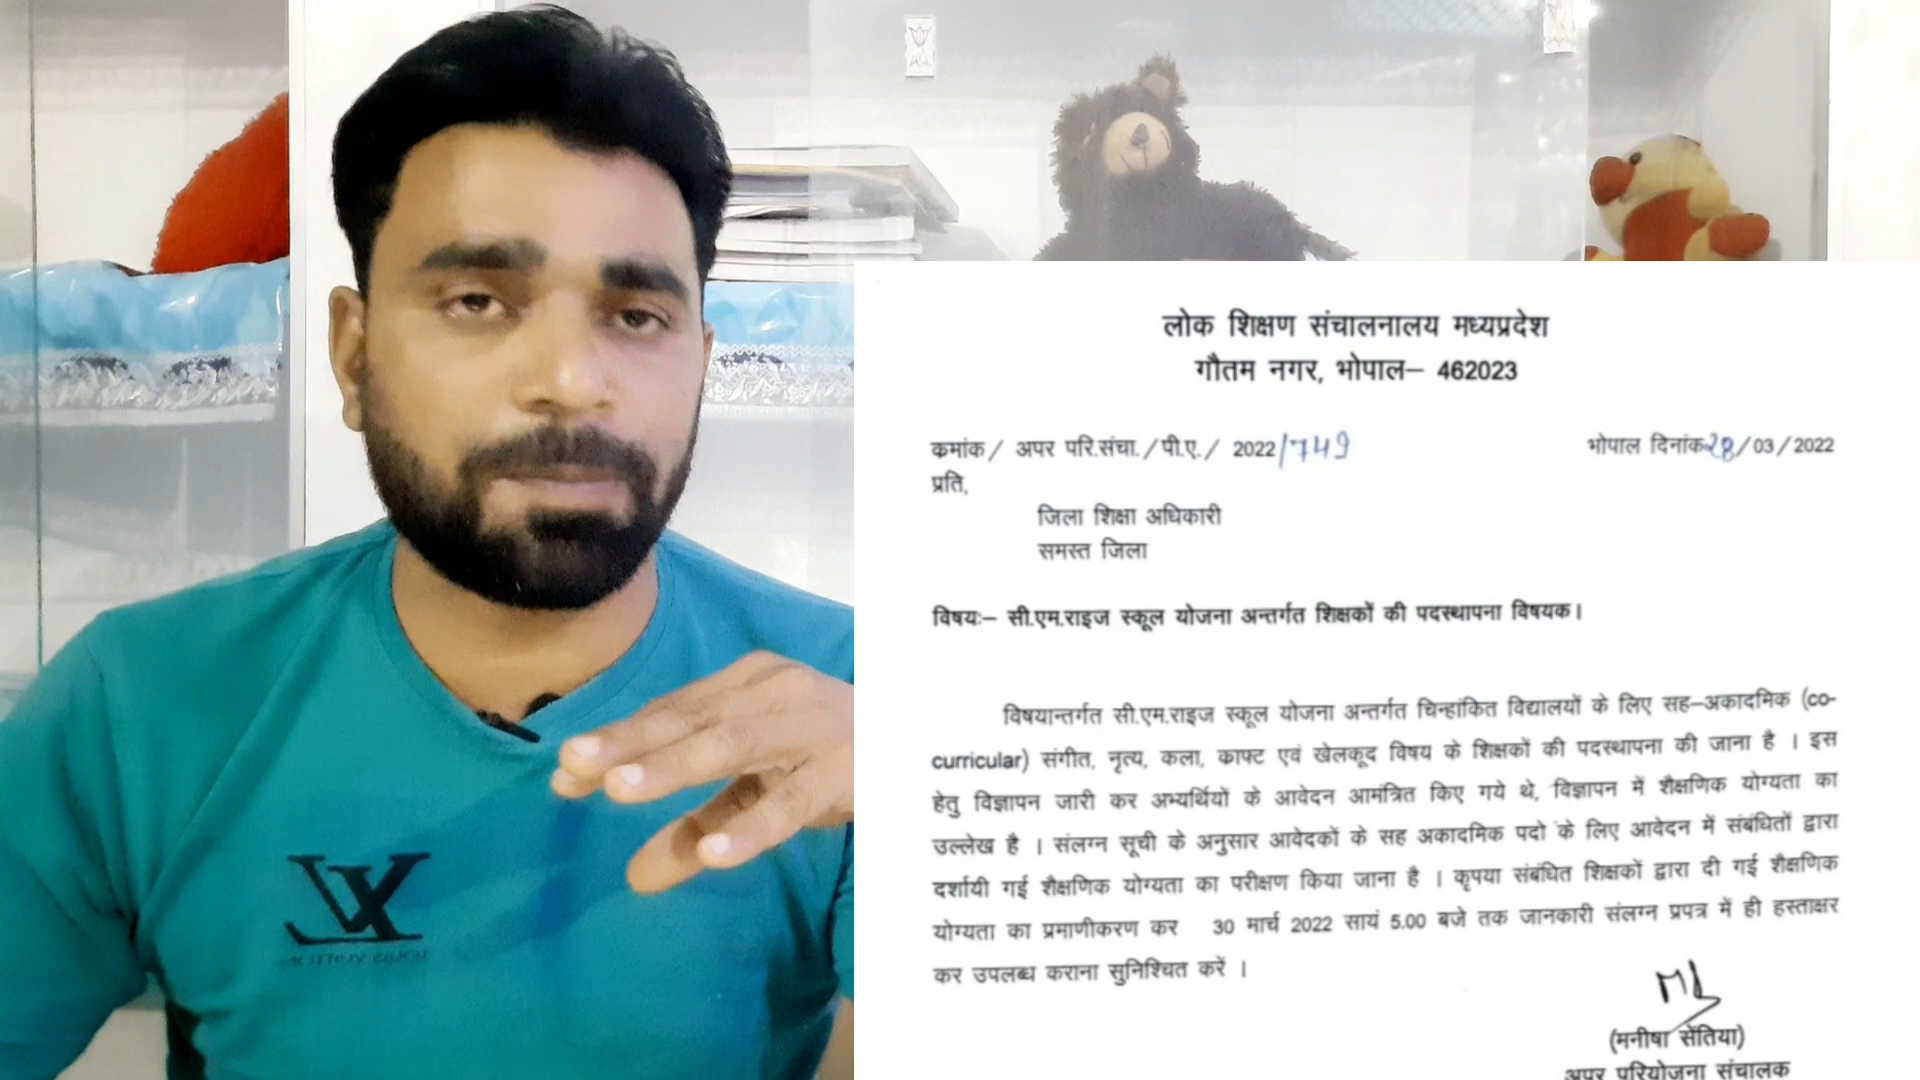 लोक शिक्षण संचालनालय मध्यप्रदेश
गौतम नगर, भोपाल– 462023
कमांक/ अपर परि.संचा./पी.ए./ 2022/749 भोपाल दिनांक28/03/2022
प्रति,
जिला शिक्षा अधिकारी
समस्त जिला
विषयः– सी.एम.राइज स्कूल योजना अन्तर्गत शिक्षकों की पदस्थापना विषयक।
विषयान्तर्गत सी.एम.राइज स्कूल योजना अन्तर्गत चिन्हांकित विद्यालयों के लिए सह–अकादमिक (co-
curricular) संगीत, नृत्य, कला, काफ्ट एवं खेलकूद विषय के शिक्षकों की पदस्थापना की जाना है । इस
हेतु विज्ञापन जारी कर अभ्यर्थियों के आवेदन आमंत्रित किए गये थे, विज्ञापन में शैक्षणिक योग्यता का
उल्लेख है । संलग्न सूची के अनुसार आवेदकों के सह अकादमिक पदो के लिए आवेदन में संबंधितों द्वारा
दर्शायी गई शैक्षणिक योग्यता का परीक्षण किया जाना है । कृपया संबंधित शिक्षकों द्वारा दी गई शैक्षणिक
योग्यता का प्रमाणीकरण कर 30 मार्च 2022 सायं 5.00 बजे तक जानकारी संलग्न प्रपत्र में ही हस्ताक्षर
कर उपलब्ध कराना सुनिश्चित करें ।
(मनीषा सेंतिया)
अपर परियोजना संचालक